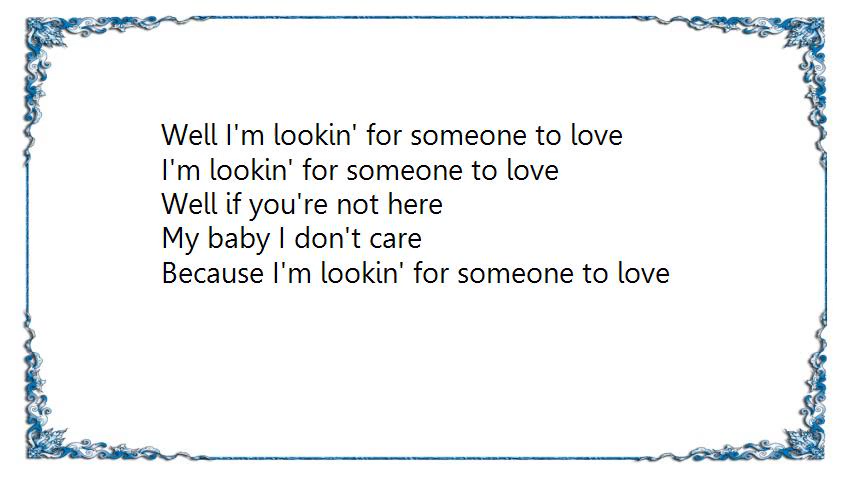 Well I'm lookin' for someone to love
I'm lookin' for someone to love
Well if you're not here
My baby I don't care
Because I'm lookin' for someone to love